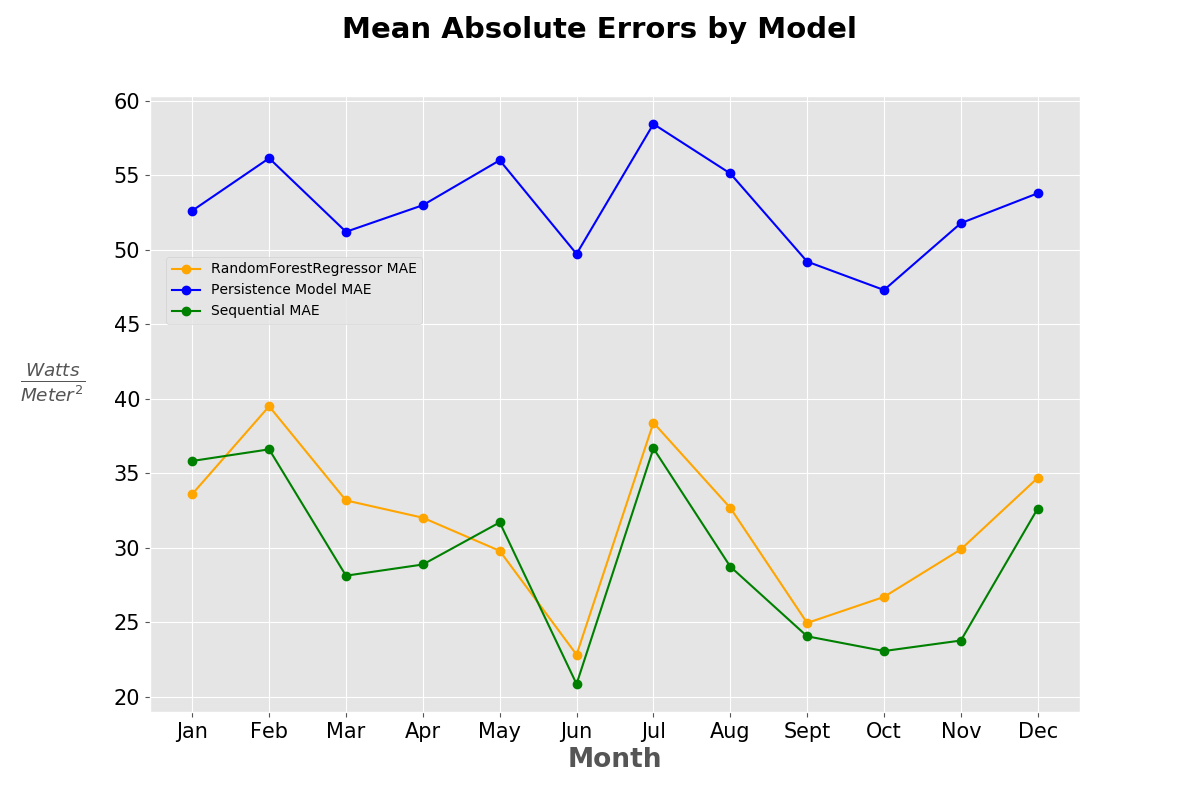 Mean Absolute Errors by Model
60
55
50
45
40
35
30
25
20
RandomForestRegressor MAE
Persistence Model MAE
Sequential MAE
Watts
Meter²
Jan Feb Mar Apr May Jun Jul Aug Sept Oct Nov Dec
Month